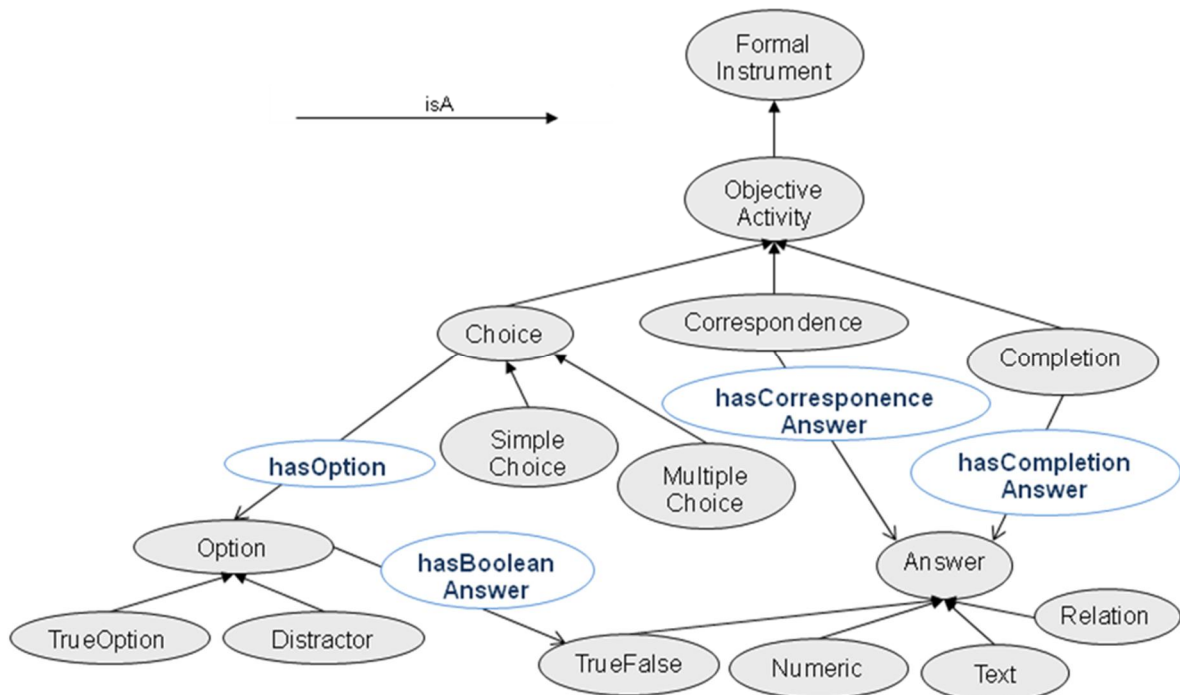 Formal
Instrument
isA
Objective
Activity
Choice
Correspondence
Completion
hasCorresponence
Answer
Simple
Choice
hasOption
Multiple
Choice
hasCompletion
Answer
Option
hasBoolean
Answer
Answer
TrueOption
Distractor
TrueFalse
Numeric
Text
Relation